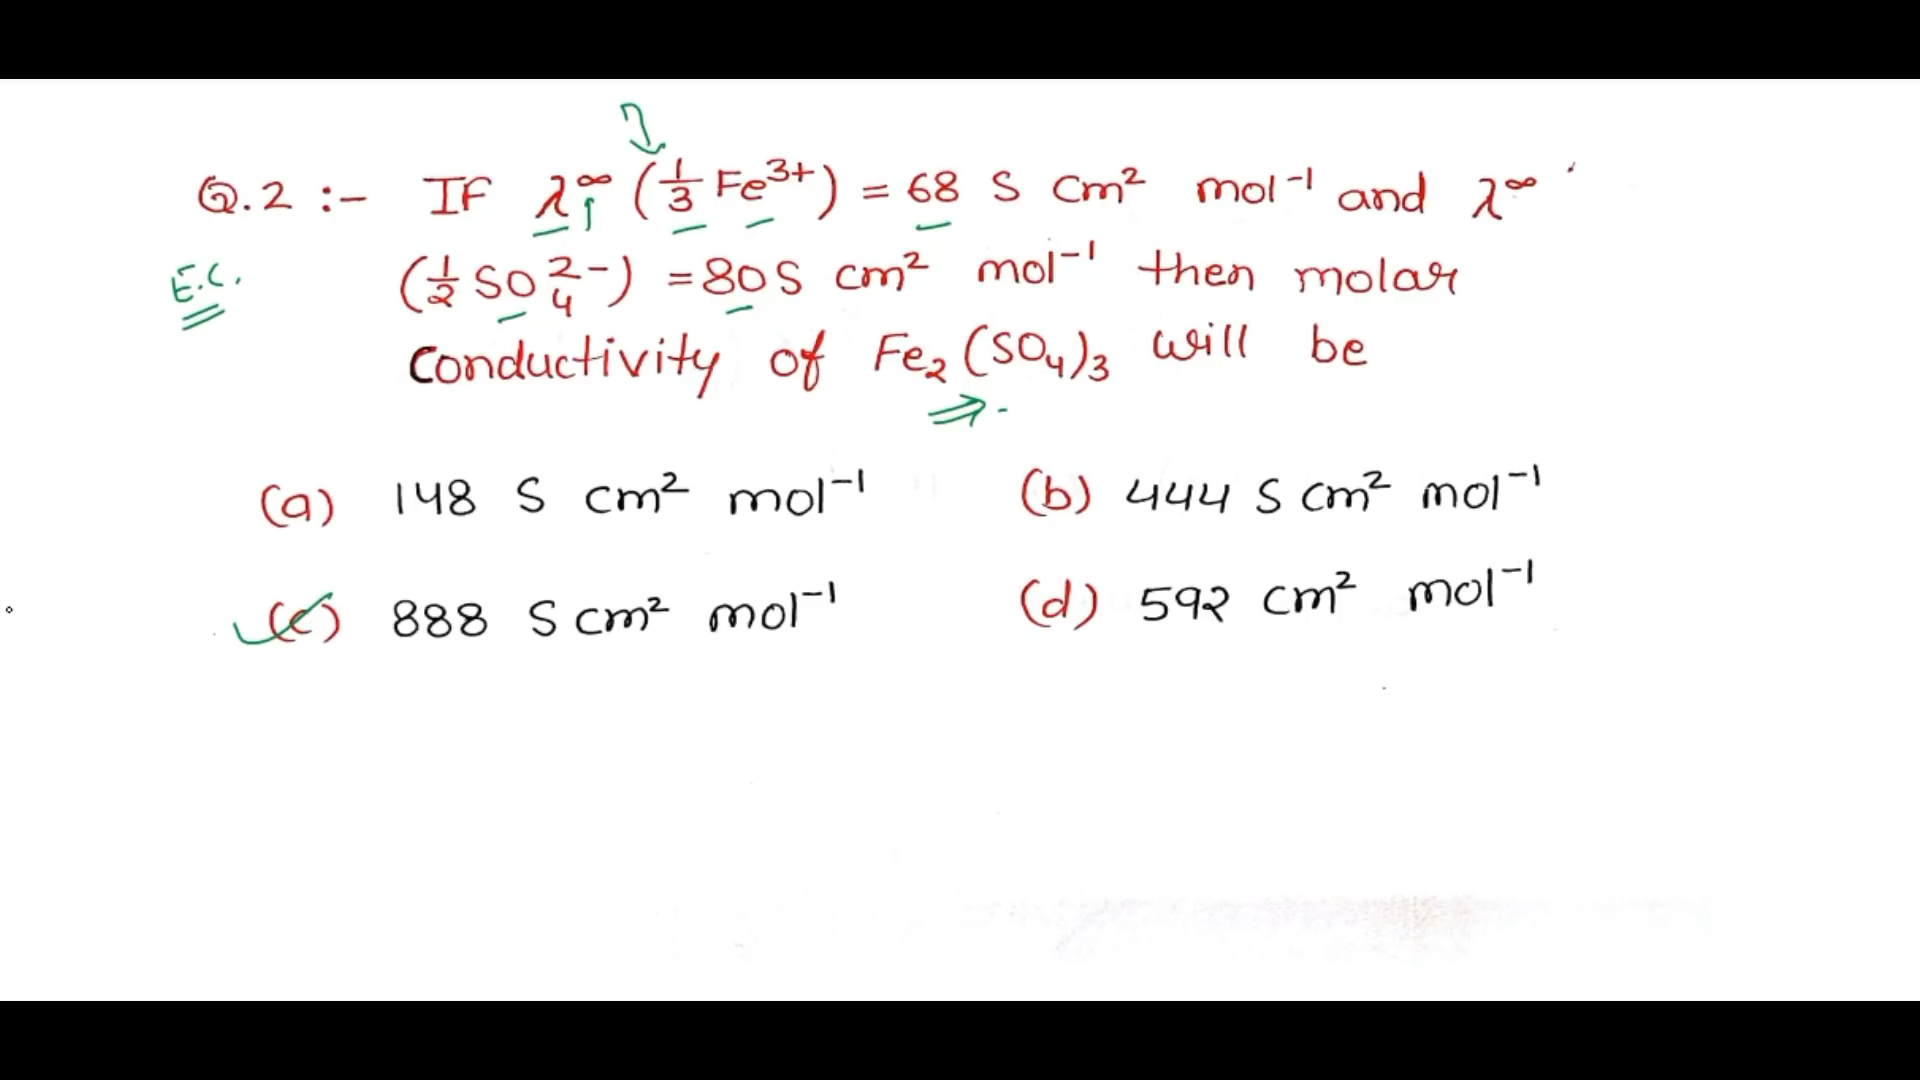 Q.2 :- IF λ∞ (1/3 Fe³⁺) = 68 S cm² mol⁻¹ and λ∞
E.C. (1/2 SO₄²⁻) = 80 S cm² mol⁻¹ then molar
conductivity of Fe₂(SO₄)₃ will be
(a) 148 S cm² mol⁻¹ (b) 444 S cm² mol⁻¹
(c) 888 S cm² mol⁻¹ (d) 592 cm² mol⁻¹